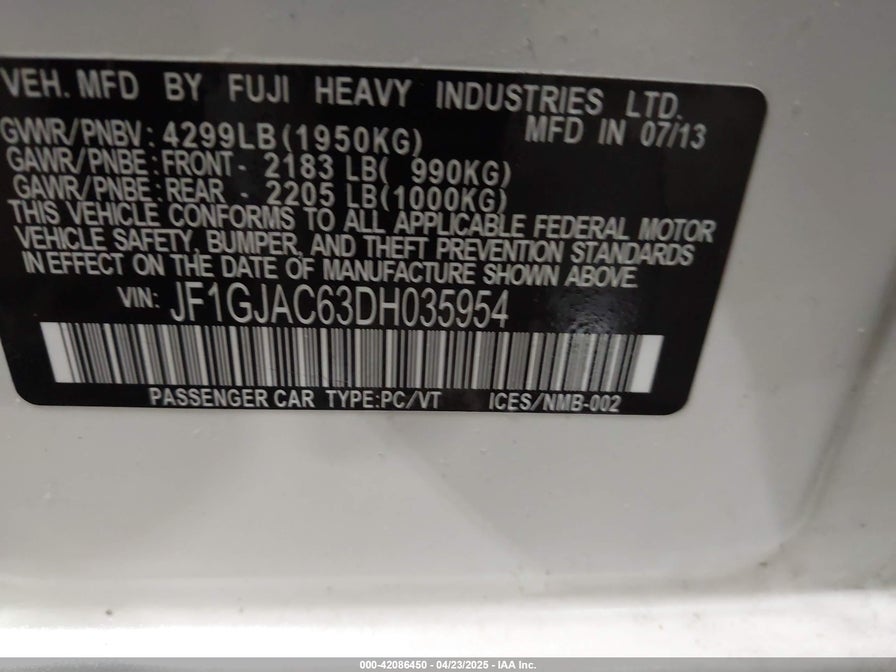 VEH. MFD BY FUJI HEAVY INDUSTRIES LTD.
MFD IN 07/13
GVWR/PNBV: 4299LB(1950KG)
GAWR/PNBE: FRONT- 2183 LB( 990KG)
GAWR/PNBE: REAR - 2205 LB(1000KG)
THIS VEHICLE CONFORMS TO ALL APPLICABLE FEDERAL MOTOR
VEHICLE SAFETY, BUMPER, AND THEFT PREVENTION STANDARDS
IN EFFECT ON THE DATE OF MANUFACTURE SHOWN ABOVE.
VIN: JF1GJAC63DH035954
PASSENGER CAR TYPE:PC/VT ICES/NMB-002
000-42086450 | 04/23/2025 - IAA Inc.